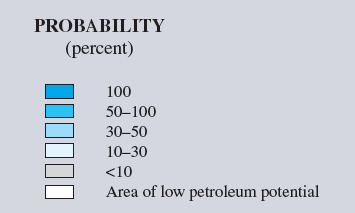 PROBABILITY
(percent)
100
50–100
30–50
10–30
<10
Area of low petroleum potential